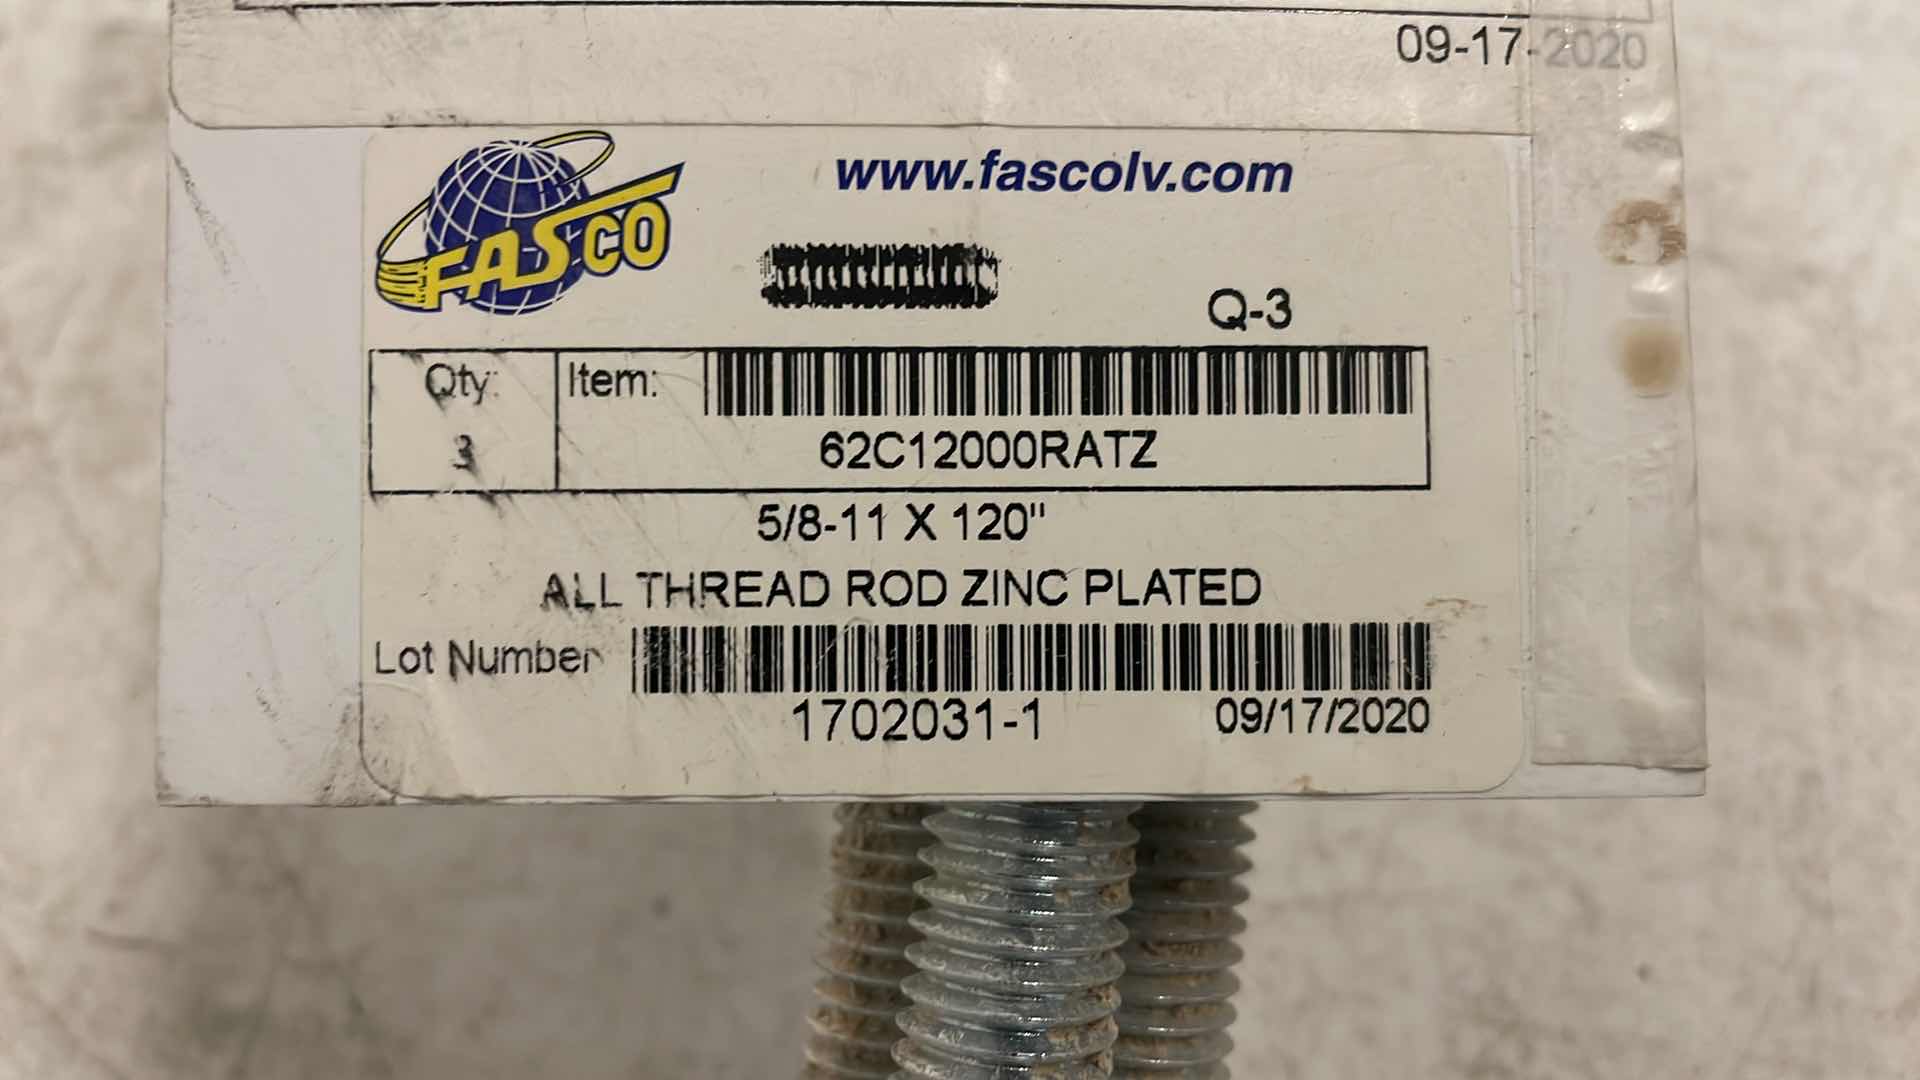 09-17-2020
FASCO
www.fascolv.com
Q-3
Qty:
Item:
3
62C12000RATZ
5/8-11 X 120"
ALL THREAD ROD ZINC PLATED
Lot Number
1702031-1
09/17/2020